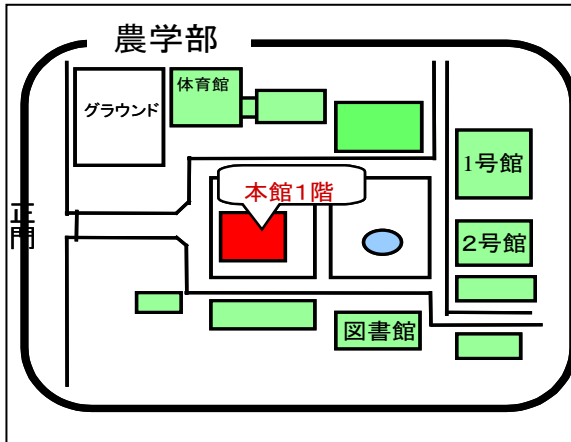 農学部
体育館
グラウンド
1号館
本館1階
正門
2号館
図書館